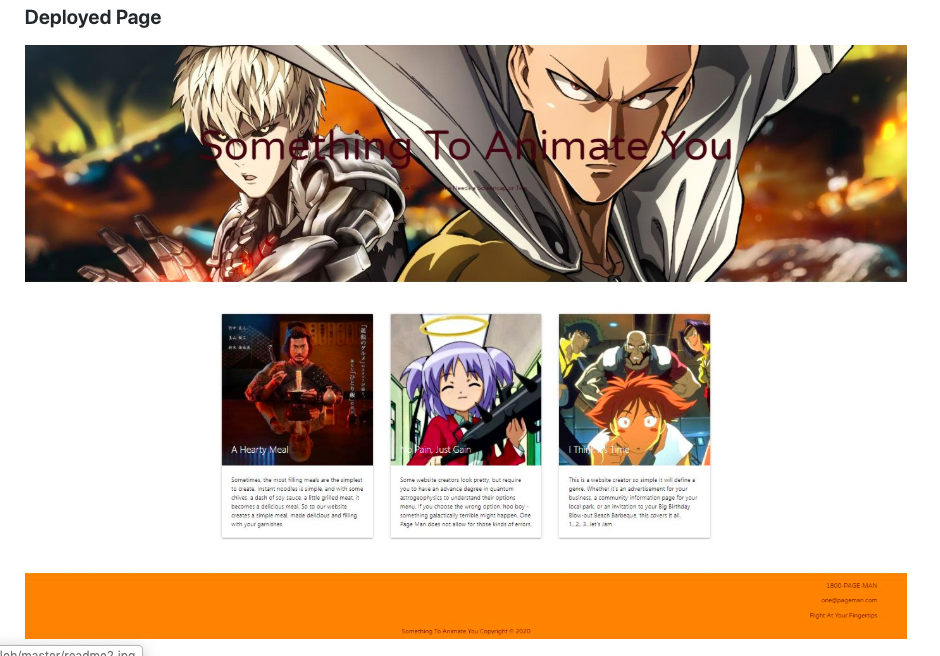 Deployed Page
Something To Animate You
A Hearty Meal
Sometimes, the most filling meals are the simplest
to create. Instant noodles is simple, and with some
chives, a dash of soy sauce, a little grilled meat, it
becomes a delicious meal. So to our website
creates a simple meal, made delicious and filling
with your garnishes.
No Pain, Just Gain
Some website creators look pretty, but require
you to have an advance degree in quantum
astrogeophysics to understand their options
menu. If you choose the wrong option, hoo boy -
something galactically terrible might happen. One
Page Man does not allow for those kinds of errors.
I Think It's Time
This is a website creator so simple it will define a
genre. Whether it's an advertisement for your
business, a community information page for your
local park, or an invitation to your Big Birthday
Blow-out Beach Barbeque, this covers it all.
1, 2, 3, let's Jam.
1800-PAGE-MAN
one@pageman.com
Right At Your Fingertips
Something To Animate You Copyright © 2020
lob/master/readme2.jpg